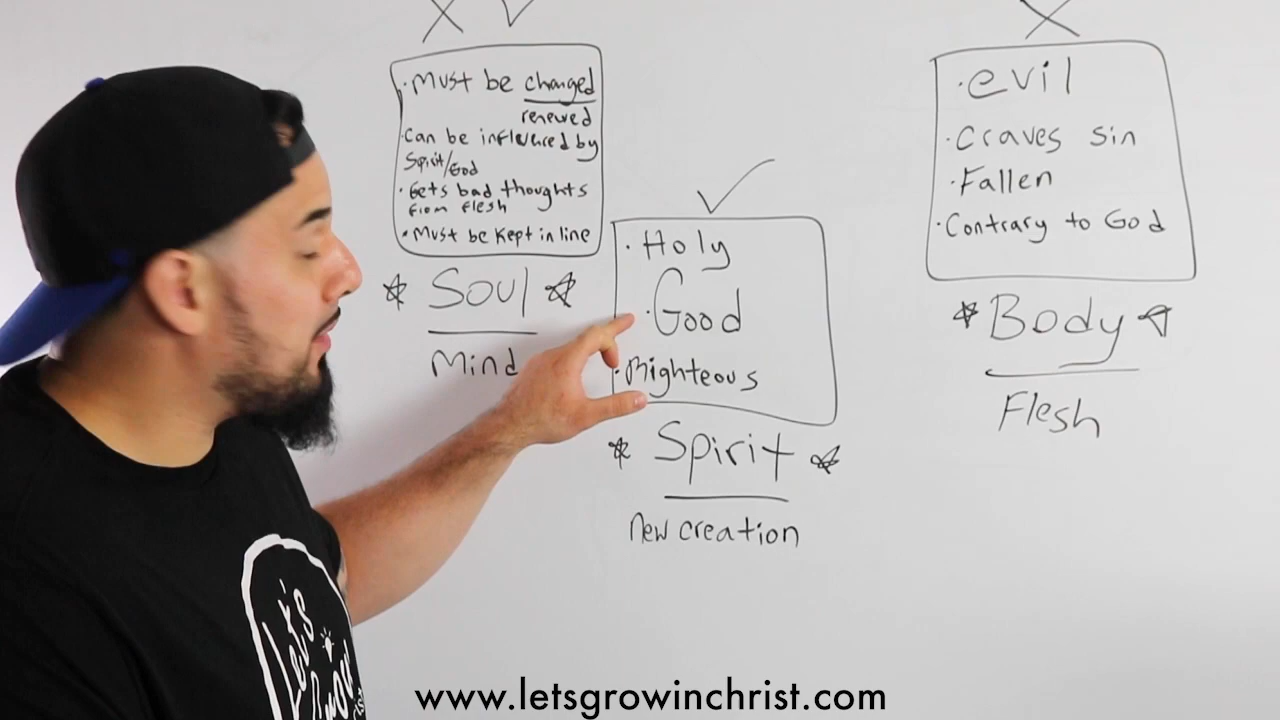 · Must be changed
renewed
· Can be influenced by
Spirit/God
· Gets bad thoughts
from flesh
· Must be Kept in line
Soul
Mind
· Holy
· Good
· Righteous
Spirit
new creation
· evil
· Craves sin
· Fallen
· Contrary to God
Body
Flesh
Let's
www.letsgrowinchrist.com